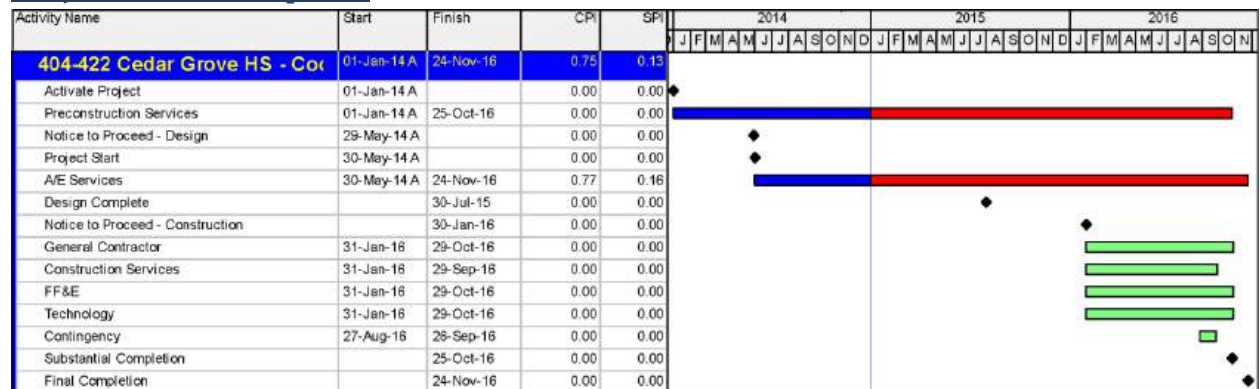 Activity Name Start Finish CPI SPI 2014 2015 2016
J F M A M J J A S O N D J F M A M J J A S O N D J F M A M J J A S O N
404-422 Cedar Grove HS - Coo 01-Jan-14 A 24-Nov-16 0.75 0.13
Activate Project 01-Jan-14 A 0.00 0.00
Preconstruction Services 01-Jan-14 A 25-Oct-16 0.00 0.00
Notice to Proceed - Design 29-May-14 A 0.00 0.00
Project Start 30-May-14 A 0.00 0.00
A/E Services 30-May-14 A 24-Nov-16 0.77 0.16
Design Complete 30-Jul-15 0.00 0.00
Notice to Proceed - Construction 30-Jan-16 0.00 0.00
General Contractor 31-Jan-16 29-Oct-16 0.00 0.00
Construction Services 31-Jan-16 29-Sep-16 0.00 0.00
FF&E 31-Jan-16 29-Oct-16 0.00 0.00
Technology 31-Jan-16 29-Oct-16 0.00 0.00
Contingency 27-Aug-16 26-Sep-16 0.00 0.00
Substantial Completion 25-Oct-16 0.00 0.00
Final Completion 24-Nov-16 0.00 0.00